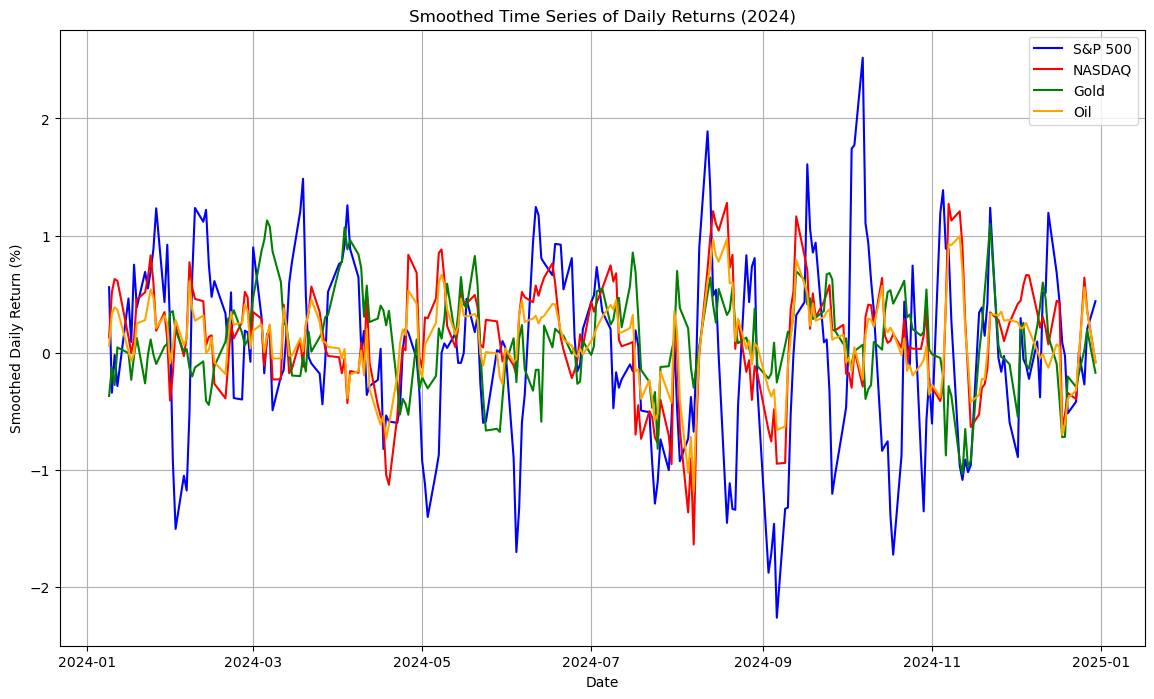 Smoothed Time Series of Daily Returns (2024)
S&P 500
NASDAQ
Gold
Oil
Smoothed Daily Return (%)
2
1
0
−1
−2
2024-01 2024-03 2024-05 2024-07 2024-09 2024-11 2025-01
Date